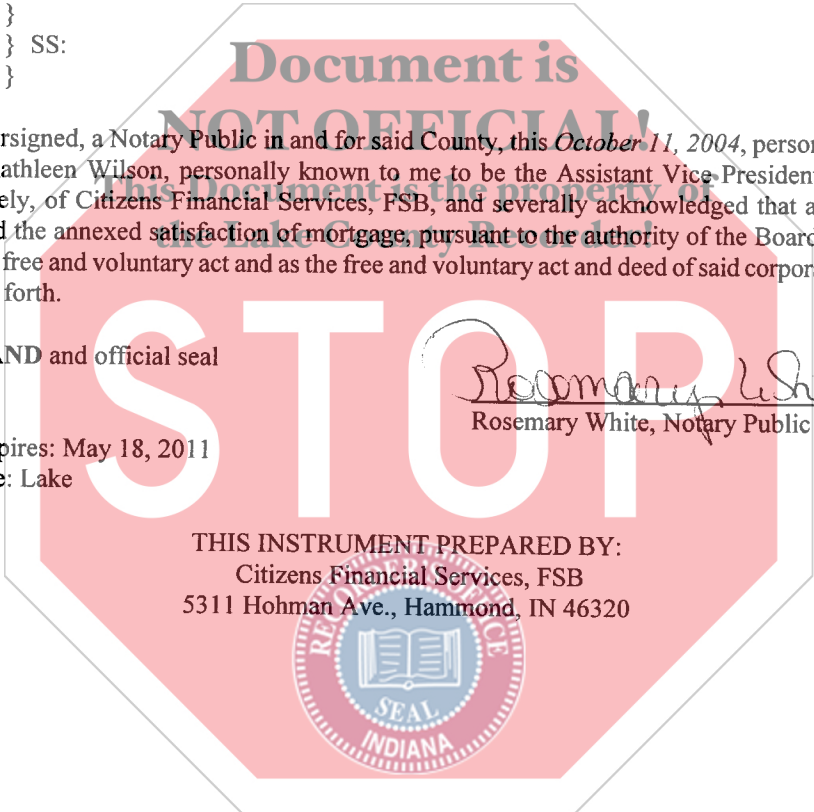 }
} SS:
}
Document is
NOT OFFICIAL!
This Document is the property of
the Lake County Recorder!
rsigned, a Notary Public in and for said County, this October 11, 2004, person
athleen Wilson, personally known to me to be the Assistant Vice President
ely, of Citizens Financial Services, FSB, and severally acknowledged that a
d the annexed satisfaction of mortgage, pursuant to the authority of the Board
free and voluntary act and as the free and voluntary act and deed of said corpora
forth.
STOP
AND and official seal
Rosemary Whi
Rosemary White, Notary Public
pires: May 18, 2011
e: Lake
THIS INSTRUMENT PREPARED BY:
Citizens Financial Services, FSB
5311 Hohman Ave., Hammond, IN 46320
RECORDER'S OFFICE
SEAL
INDIANA